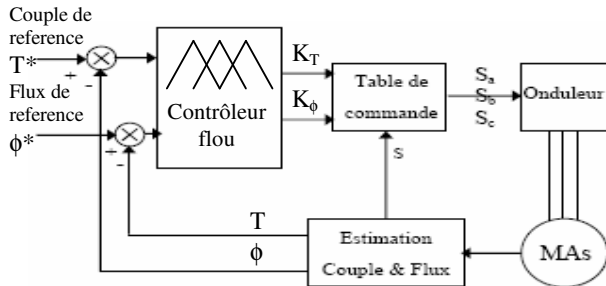 Couple de
reference
T*
+
-
Flux de
reference
ϕ*
+
-
Contrôleur
flou
K_T
K_ϕ
Table de
commande
S_a
S_b
S_c
Onduleur
S
T
ϕ
Estimation
Couple & Flux
MAs